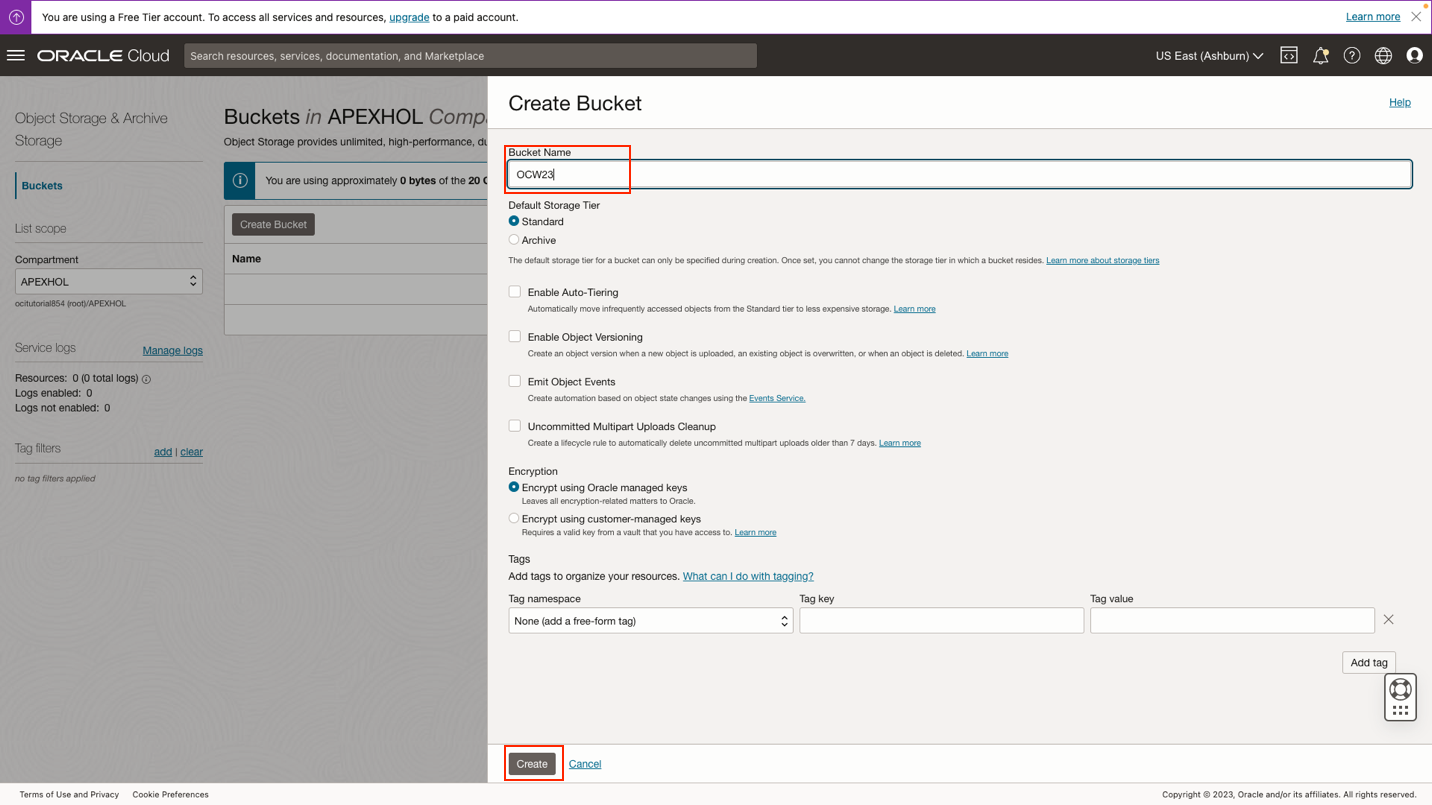 You are using a Free Tier account. To access all services and resources, upgrade to a paid account.
Learn more
ORACLE Cloud
Search resources, services, documentation, and Marketplace
US East (Ashburn)
Object Storage & Archive
Storage
Buckets
List scope
Compartment
APEXHOL
ocitutorial854 (root)/APEXHOL
Service logs
Manage logs
Resources: 0 (0 total logs)
Logs enabled: 0
Logs not enabled: 0
Tag filters
add | clear
no tag filters applied
Buckets in APEXHOL Compa
Object Storage provides unlimited, high-performance, du
You are using approximately 0 bytes of the 20 G
Create Bucket
Name
Create Bucket
Help
Bucket Name
OCW23
Default Storage Tier
Standard
Archive
The default storage tier for a bucket can only be specified during creation. Once set, you cannot change the storage tier in which a bucket resides. Learn more about storage tiers
Enable Auto-Tiering
Automatically move infrequently accessed objects from the Standard tier to less expensive storage. Learn more
Enable Object Versioning
Create an object version when a new object is uploaded, an existing object is overwritten, or when an object is deleted. Learn more
Emit Object Events
Create automation based on object state changes using the Events Service.
Uncommitted Multipart Uploads Cleanup
Create a lifecycle rule to automatically delete uncommitted multipart uploads older than 7 days. Learn more
Encryption
Encrypt using Oracle managed keys
Leaves all encryption-related matters to Oracle.
Encrypt using customer-managed keys
Requires a valid key from a vault that you have access to. Learn more
Tags
Add tags to organize your resources. What can I do with tagging?
Tag namespace
Tag key
Tag value
None (add a free-form tag)
Add tag
Create
Cancel
Terms of Use and Privacy
Cookie Preferences
Copyright © 2023, Oracle and/or its affiliates. All rights reserved.